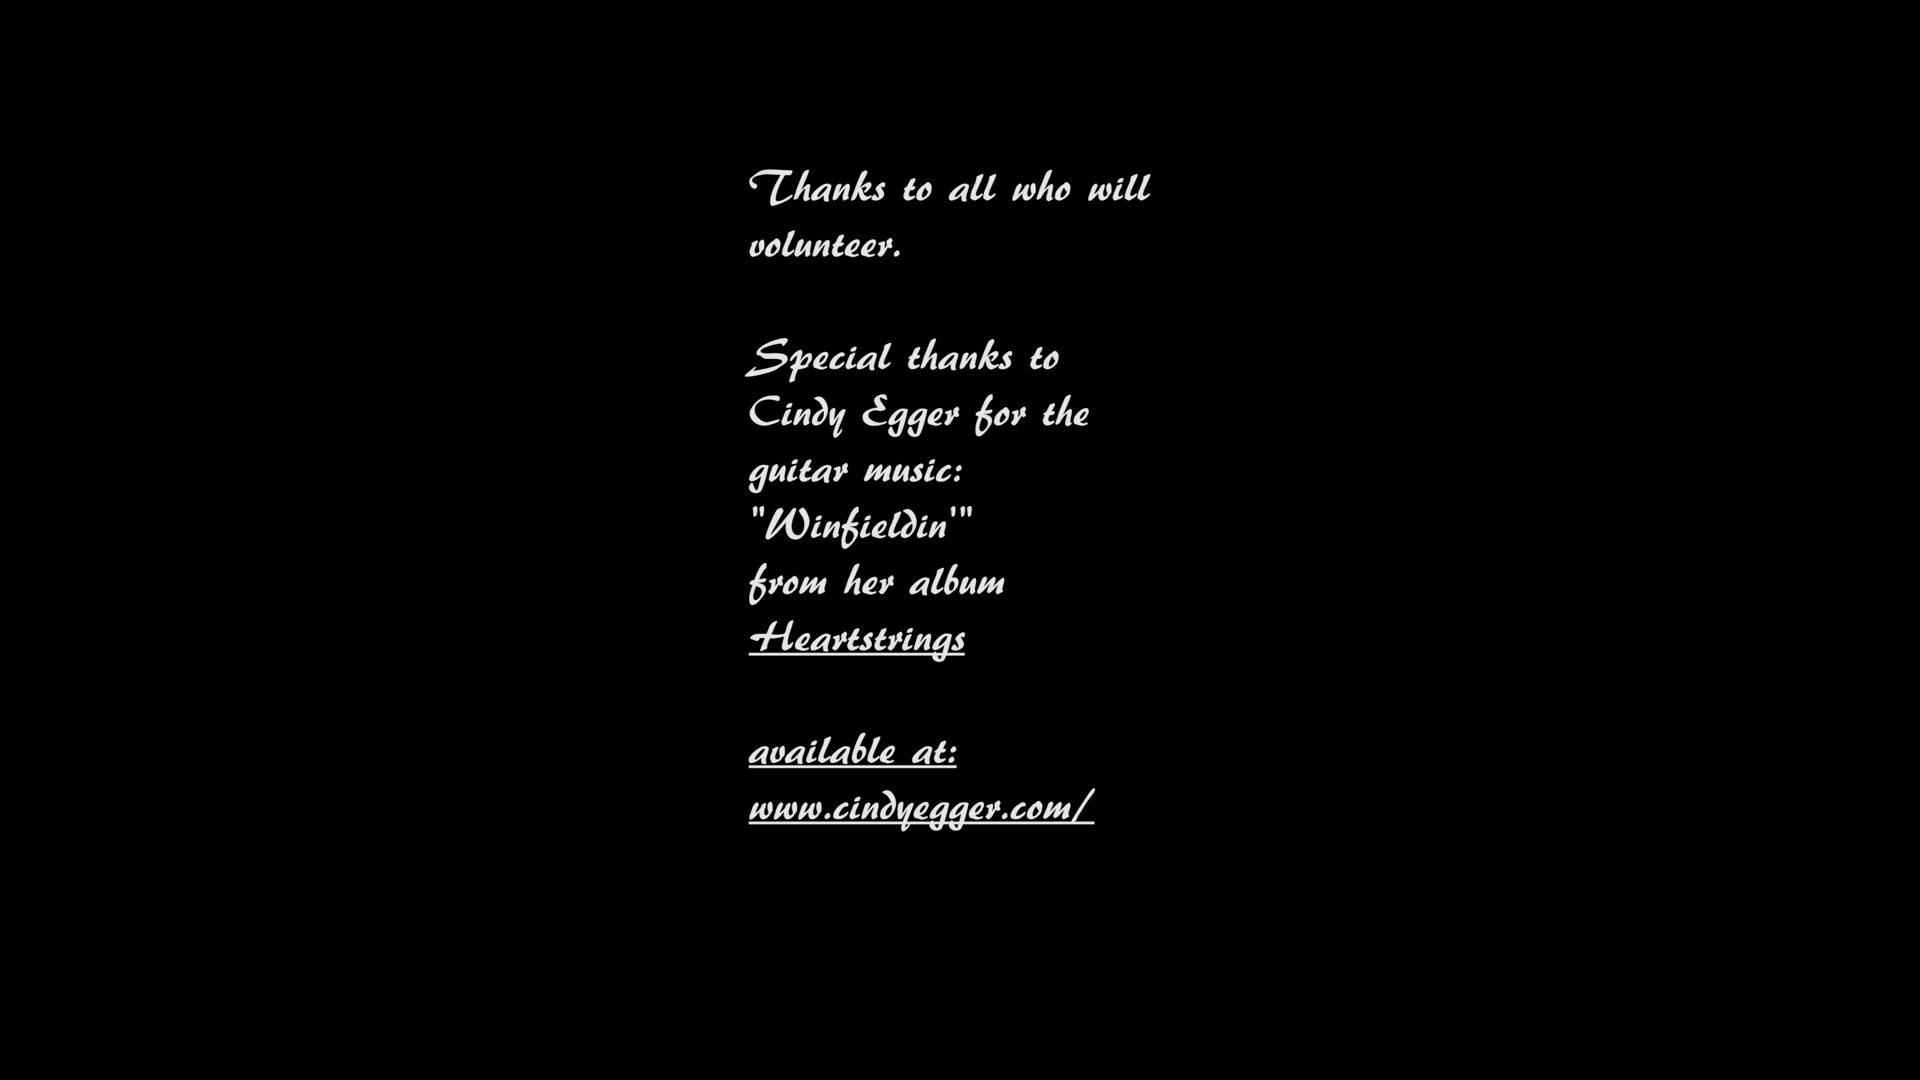 Thanks to all who will
volunteer.
Special thanks to
Cindy Egger for the
guitar music:
"Winfieldin'"
from her album
Heartstrings
available at:
www.cindyegger.com/